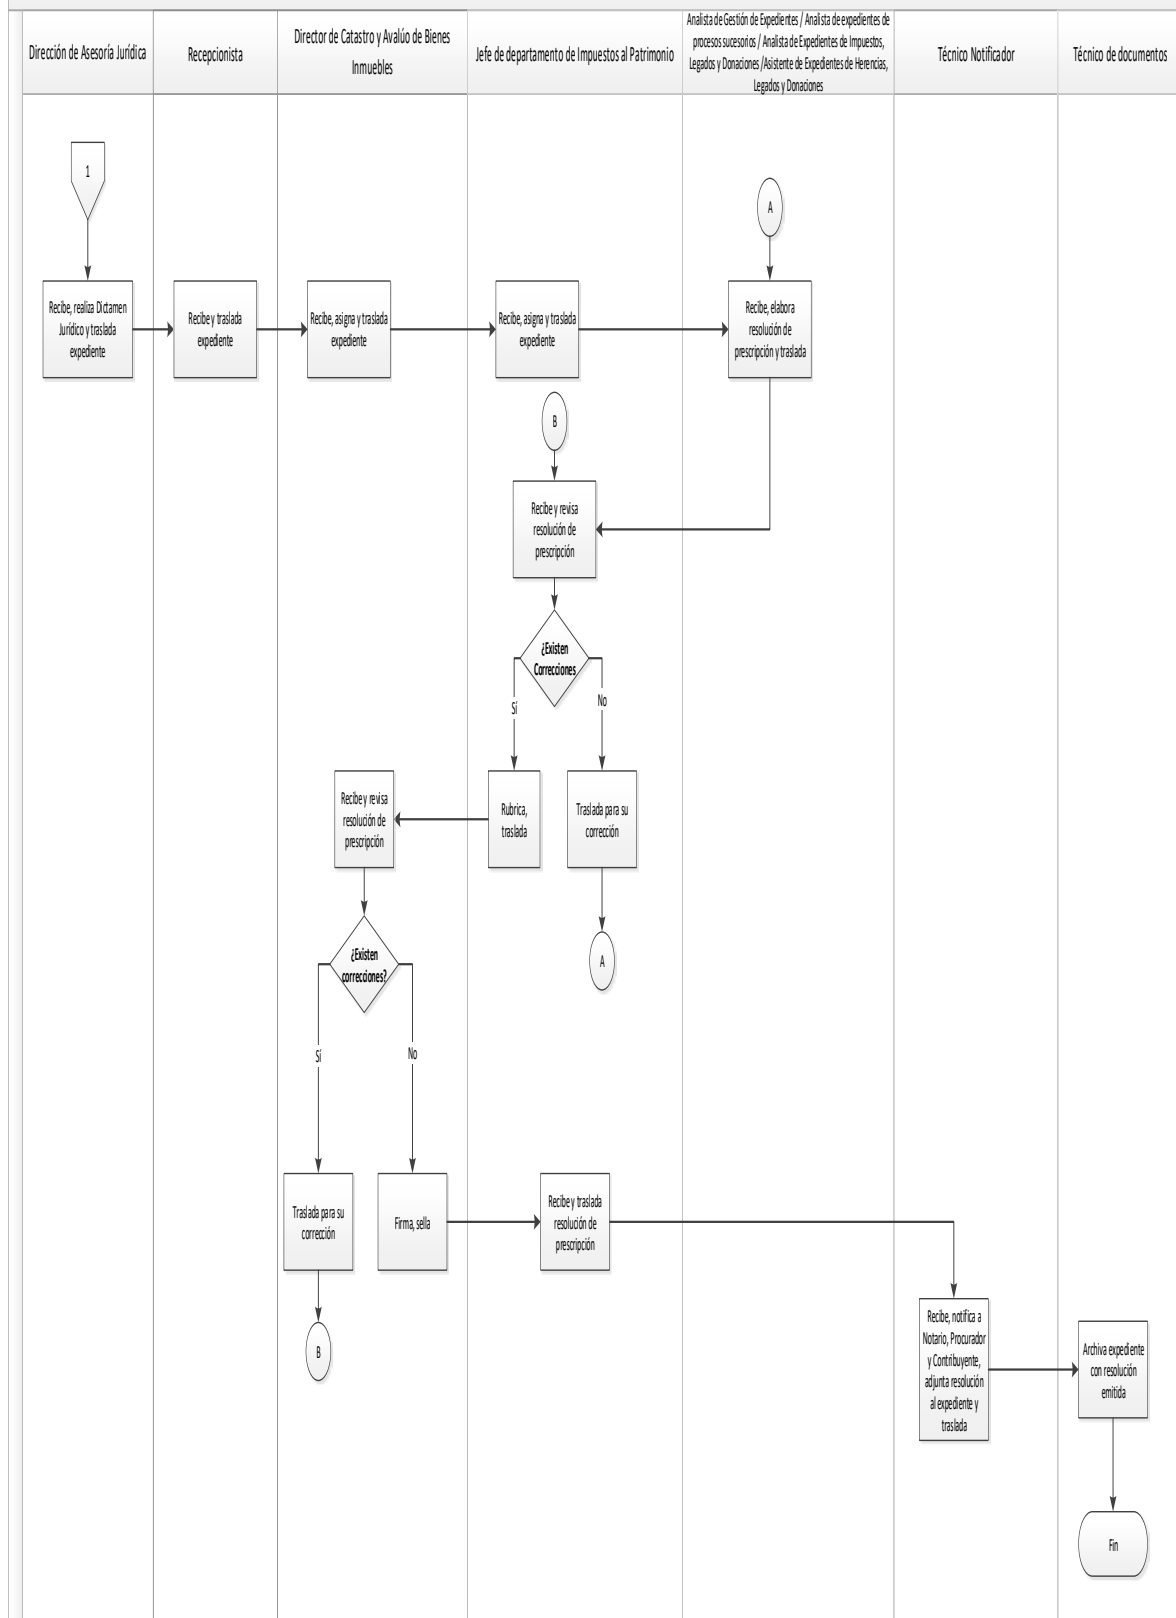 Dirección de Asesoría Jurídica
Recepcionista
Director de Catastro y Avalúo de Bienes
Inmuebles
Jefe de departamento de Impuestos al Patrimonio
Analista de Gestión de Expedientes / Analista de expedientes de
procesos sucesorios / Analista de Expedientes de Impuestos,
Legados y Donaciones /Asistente de Expedientes de Herencias,
Legados y Donaciones
Técnico Notificador
Técnico de documentos
1
A
Recibe, realiza Dictamen
Jurídico y traslada
expediente
Recibe y traslada
expediente
Recibe, asigna y traslada
expediente
Recibe, asigna y traslada
expediente
Recibe, elabora
resolución de
prescripción y traslada
B
Recibe y revisa
resolución de
prescripción
¿Existen
Correcciones
Sí
No
Recibe y revisa
resolución de
prescripción
Rubrica,
traslada
Traslada para su
corrección
A
¿Existen
correcciones?
Sí
No
Traslada para su
corrección
Firma, sella
Recibe y traslada
resolución de
prescripción
B
Recibe, notifica a
Notario, Procurador
y Contribuyente,
adjunta resolución
al expediente y
traslada
Archiva expediente
con resolución
emitida
Fin